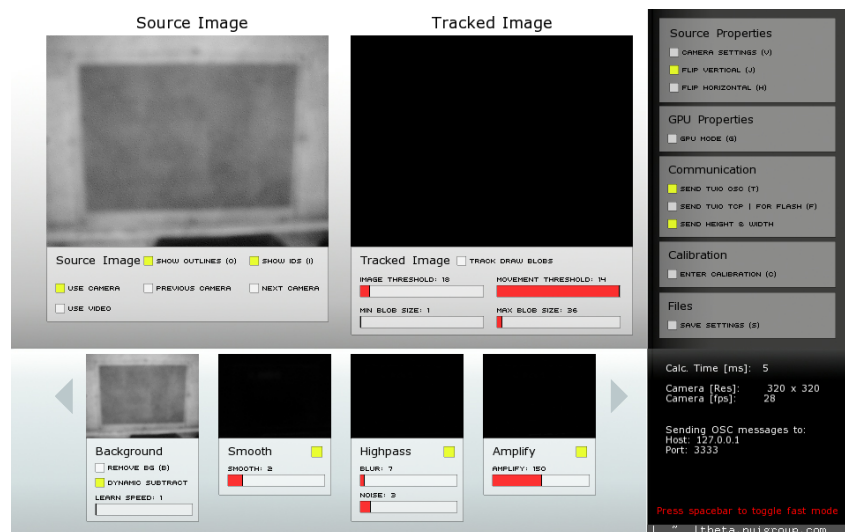 Source Image
Tracked Image
Source Image
SHOW OUTLINES (O)
SHOW IDS (I)
USE CAMERA
PREVIOUS CAMERA
NEXT CAMERA
USE VIDEO
Tracked Image
TRACK DRAW BLOBS
IMAGE THRESHOLD: 18
MOVEMENT THRESHOLD: 14
MIN BLOB SIZE: 1
MAX BLOB SIZE: 36
Background
REMOVE BG (B)
DYNAMIC SUBTRACT
LEARN SPEED: 1
Smooth
SMOOTH: 2
Highpass
BLUR: 7
NOISE: 3
Amplify
AMPLIFY: 150
Source Properties
CAMERA SETTINGS (V)
FLIP VERTICAL (J)
FLIP HORIZONTAL (H)
GPU Properties
GPU MODE (G)
Communication
SEND TUIO OSC (T)
SEND TUIO TCP | FOR FLASH (F)
SEND HEIGHT & WIDTH
Calibration
ENTER CALIBRATION (C)
Files
SAVE SETTINGS (S)
Calc. Time [ms]: 5
Camera [Res]: 320 x 320
Camera [fps]: 28
Sending OSC messages to:
Host: 127.0.0.1
Port: 3333
Press spacebar to toggle fast mode
|theta.nuigroup.com